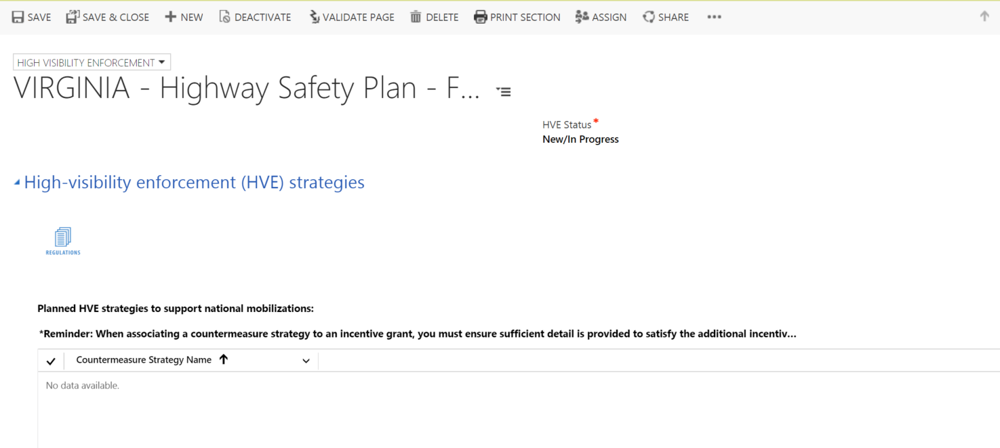 SAVE SAVE & CLOSE NEW DEACTIVATE VALIDATE PAGE DELETE PRINT SECTION ASSIGN SHARE •••
HIGH VISIBILITY ENFORCEMENT
VIRGINIA - Highway Safety Plan - F...
HVE Status*
New/In Progress
High-visibility enforcement (HVE) strategies
REGULATIONS
Planned HVE strategies to support national mobilizations:
*Reminder: When associating a countermeasure strategy to an incentive grant, you must ensure sufficient detail is provided to satisfy the additional incentiv...
Countermeasure Strategy Name
No data available.